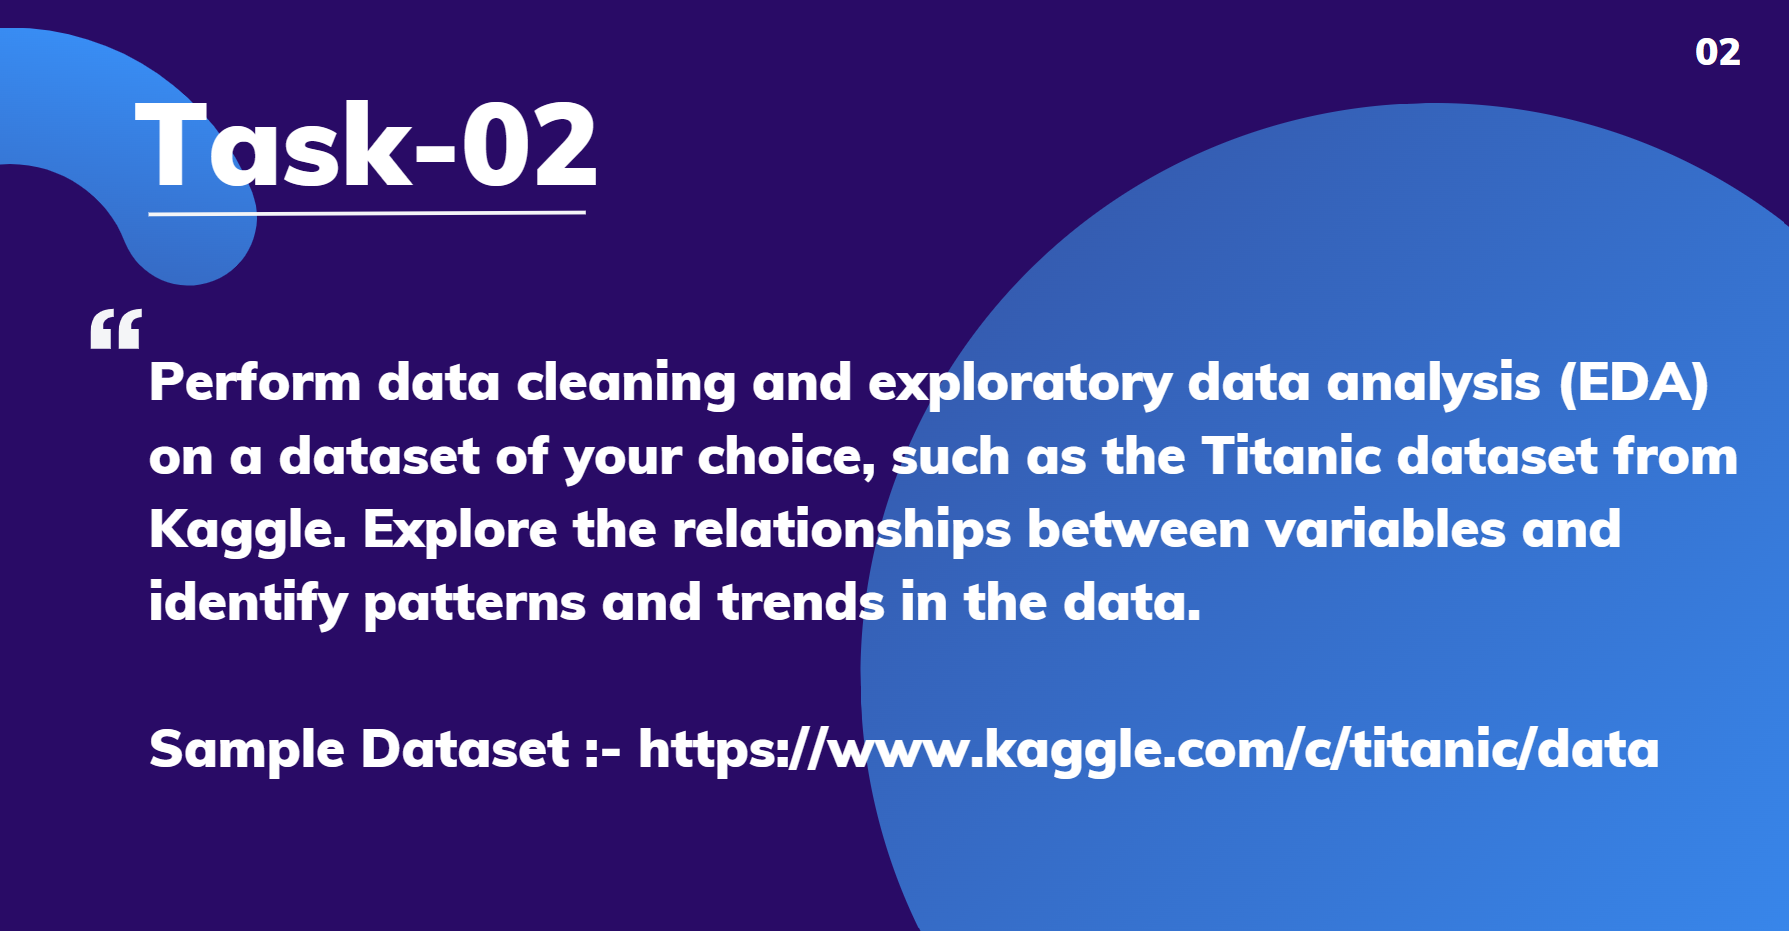 02
Task-02
“
Perform data cleaning and exploratory data analysis (EDA)
on a dataset of your choice, such as the Titanic dataset from
Kaggle. Explore the relationships between variables and
identify patterns and trends in the data.
Sample Dataset :- https://www.kaggle.com/c/titanic/data